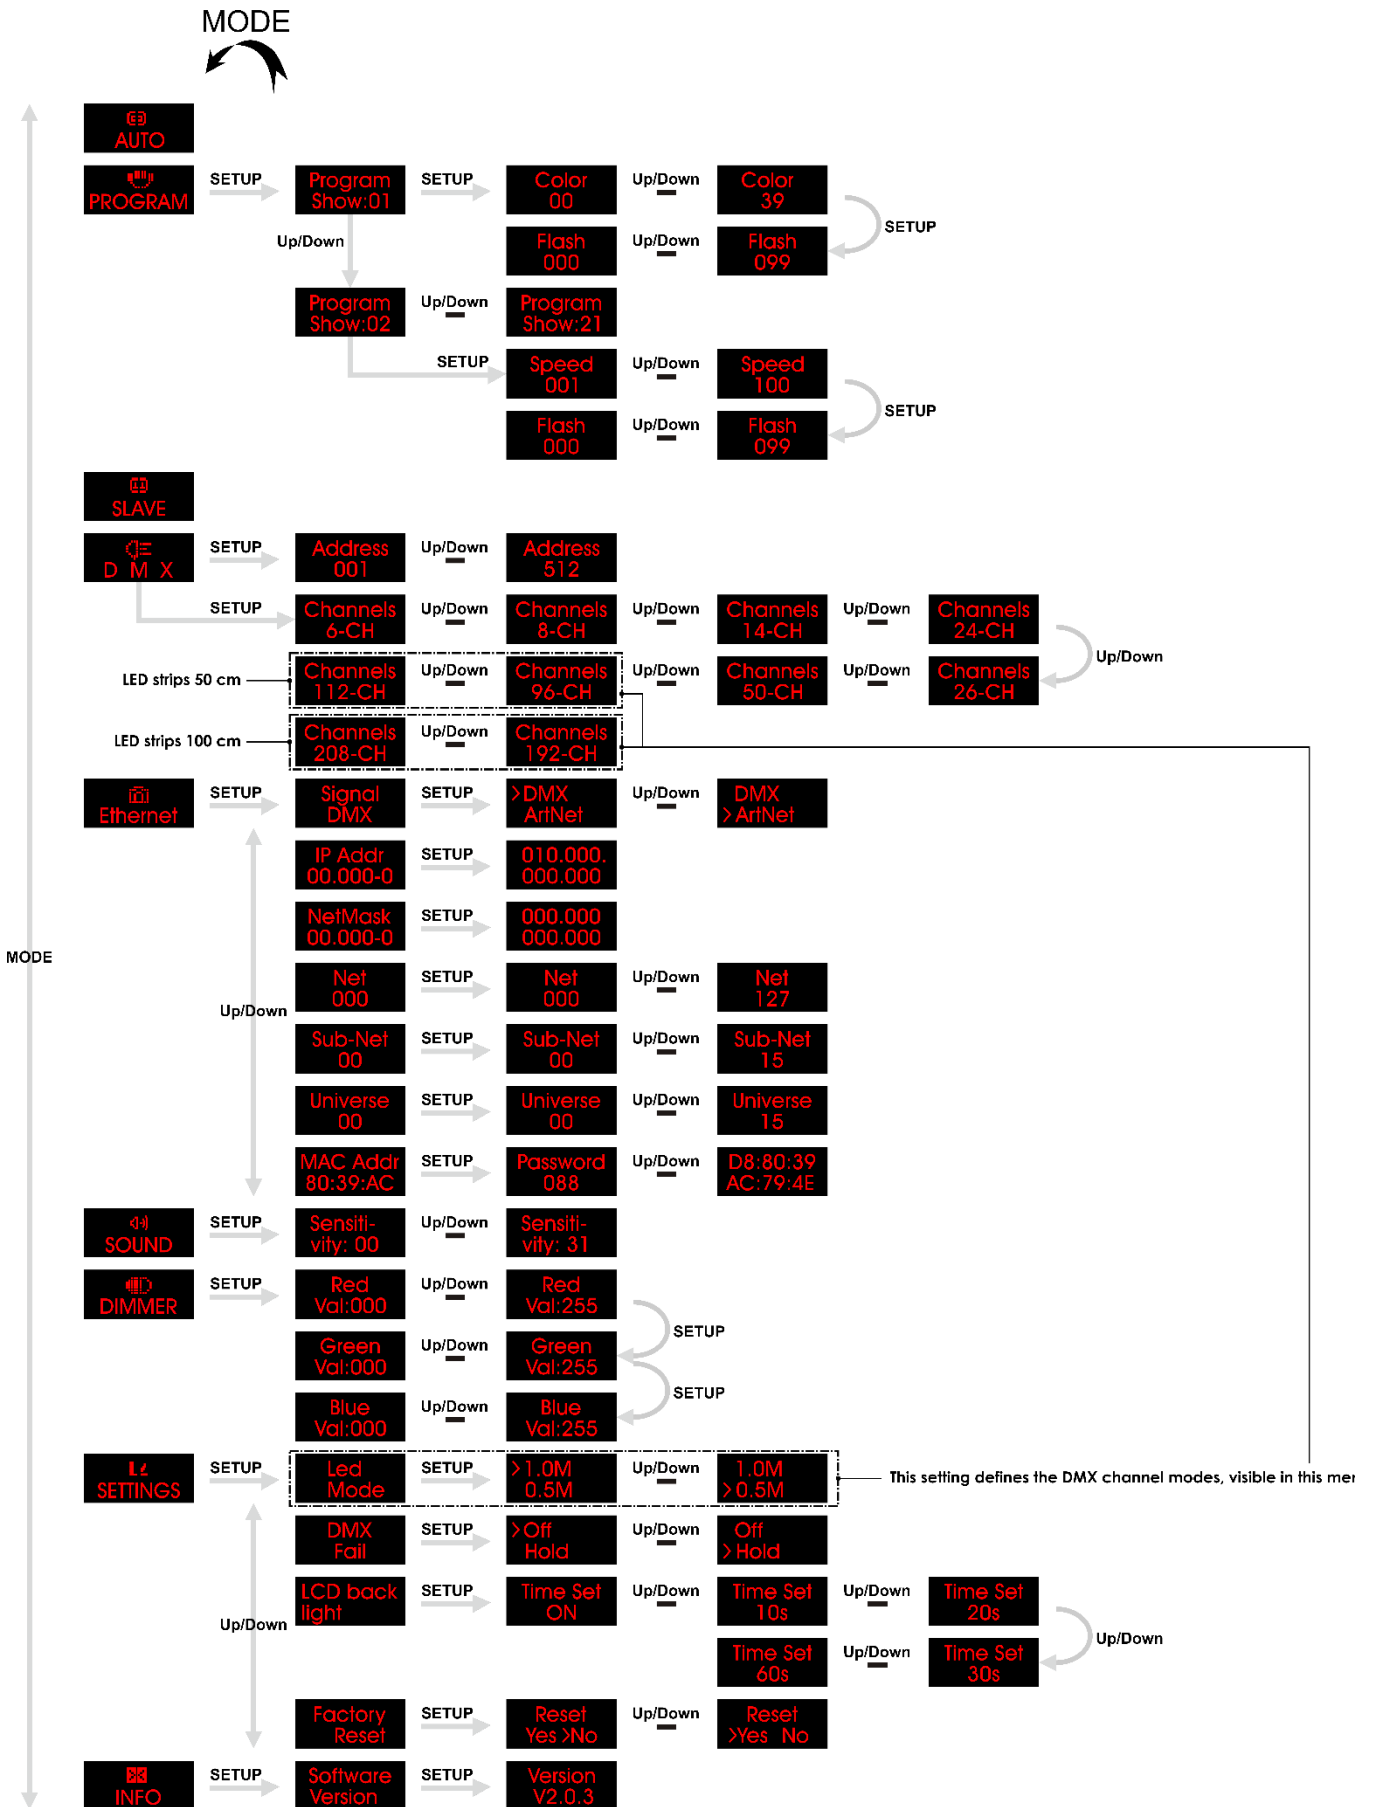 MODE
AUTO
PROGRAM SETUP Program Show:01 SETUP Color 00 Up/Down Color 39
SETUP
Up/Down Flash 000 Up/Down Flash 099
Program Show:02 Up/Down Program Show:21
SETUP Speed 001 Up/Down Speed 100
SETUP
Flash 000 Up/Down Flash 099
SLAVE
D M X SETUP Address 001 Up/Down Address 512
SETUP Channels 6-CH Up/Down Channels 8-CH Up/Down Channels 14-CH Up/Down Channels 24-CH
Up/Down
LED strips 50 cm Channels 112-CH Up/Down Channels 96-CH Up/Down Channels 50-CH Up/Down Channels 26-CH
LED strips 100 cm Channels 208-CH Up/Down Channels 192-CH
Ethernet SETUP Signal DMX SETUP >DMX ArtNet Up/Down DMX >ArtNet
IP Addr 00.000-0 SETUP 010.000. 000.000
NetMask 00.000-0 SETUP 000.000 000.000
MODE
Net 000 SETUP Net 000 Up/Down Net 127
Up/Down
Sub-Net 00 SETUP Sub-Net 00 Up/Down Sub-Net 15
Universe 00 SETUP Universe 00 Up/Down Universe 15
MAC Addr 80:39:AC SETUP Password 088 Up/Down D8:80:39 AC:79:4E
SOUND SETUP Sensiti- vity: 00 Up/Down Sensiti- vity: 31
DIMMER SETUP Red Val:000 Up/Down Red Val:255
SETUP
Green Val:000 Up/Down Green Val:255
SETUP
Blue Val:000 Up/Down Blue Val:255
SETTINGS SETUP Led Mode SETUP >1.0M 0.5M Up/Down 1.0M >0.5M This setting defines the DMX channel modes, visible in this mer
DMX Fail SETUP >Off Hold Up/Down Off >Hold
LCD back light SETUP Time Set ON Up/Down Time Set 10s Up/Down Time Set 20s
Up/Down Up/Down
Time Set 60s Up/Down Time Set 30s
Factory Reset SETUP Reset Yes >No Up/Down Reset >Yes No
INFO SETUP Software Version SETUP Version V2.0.3